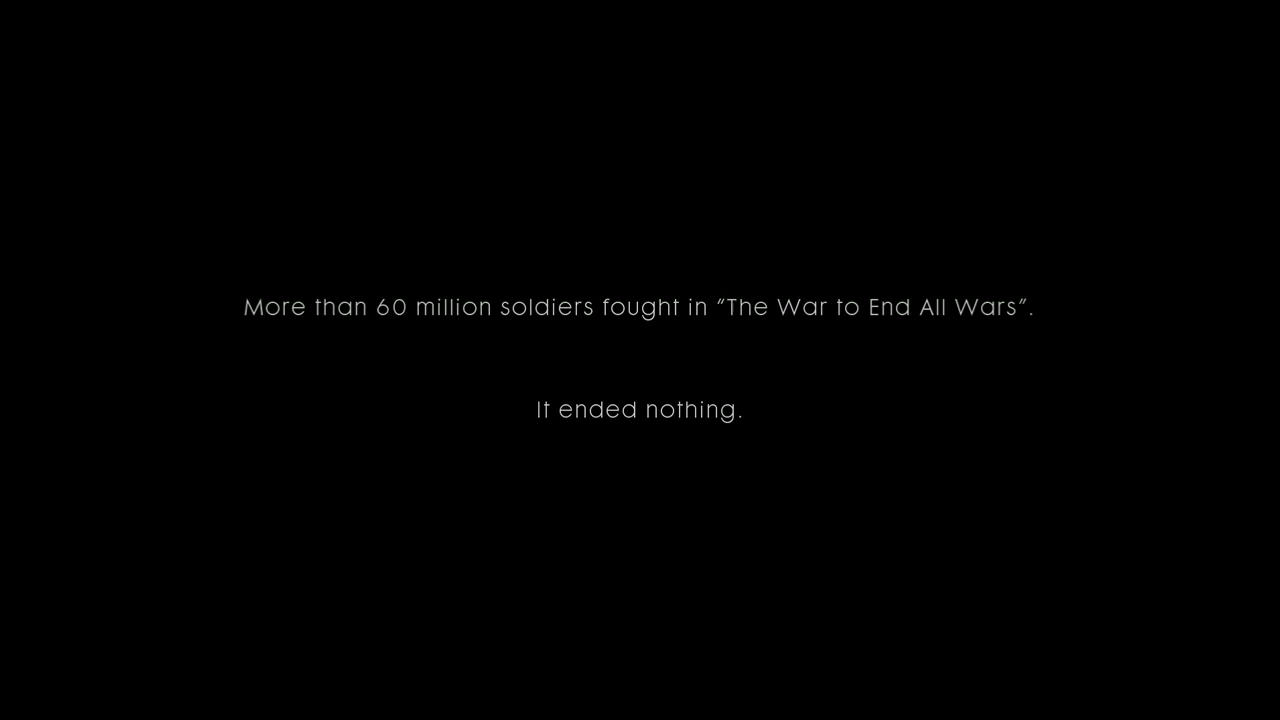 More than 60 million soldiers fought in “The War to End All Wars”.
It ended nothing.